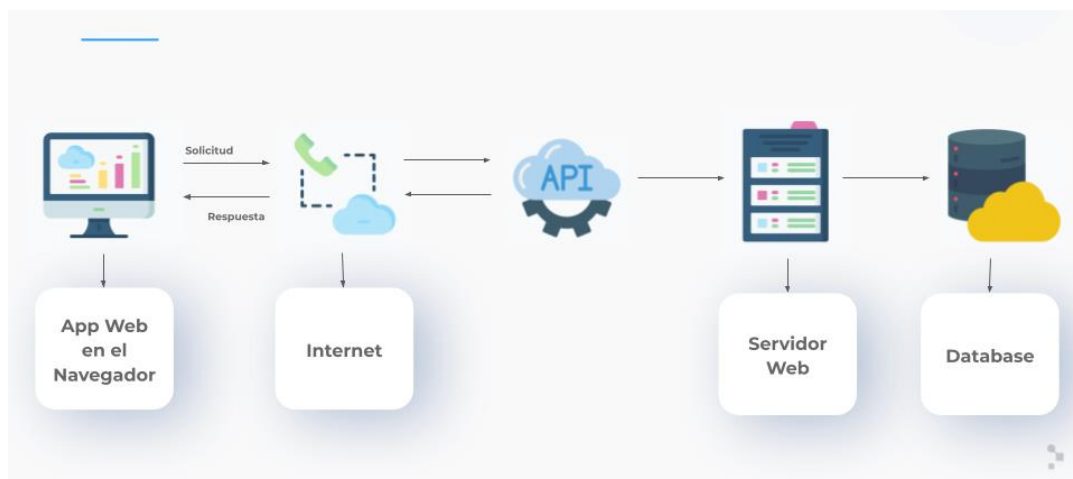 Solicitud
Respuesta
API
App Web
en el
Navegador
Internet
Servidor
Web
Database